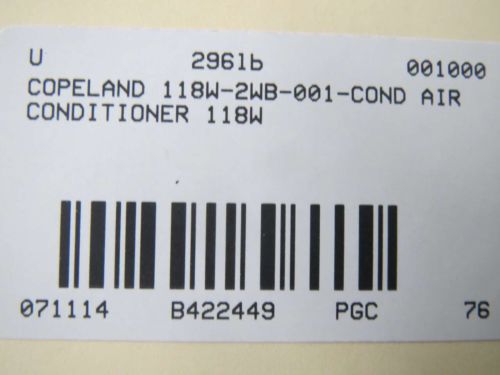 U 2961b 001000
COPELAND 118W-2WB-001-COND AIR
CONDITIONER 118W
071114 B422449 PGC 76